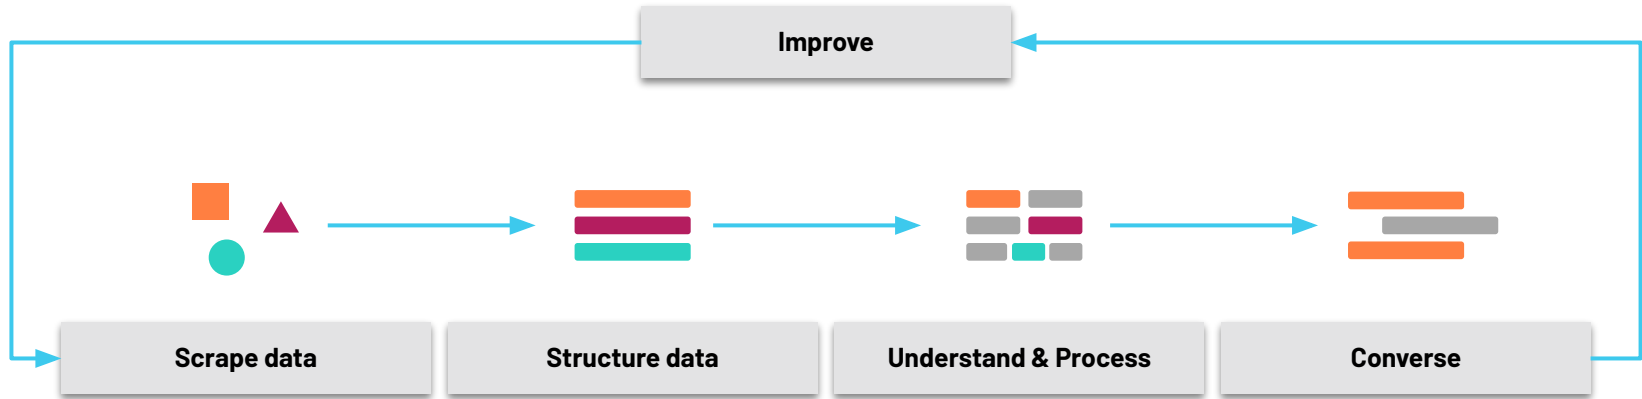 Improve
Scrape data
Structure data
Understand & Process
Converse